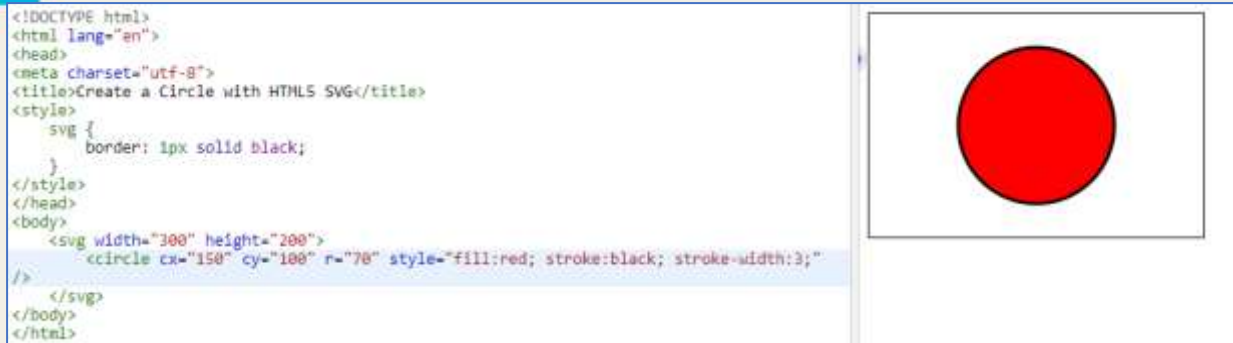 <!DOCTYPE html>
<html lang="en">
<head>
<meta charset="utf-8">
<title>Create a Circle with HTML5 SVG</title>
<style>
    svg {
        border: 1px solid black;
    }
</style>
</head>
<body>
    <svg width="300" height="200">
        <circle cx="150" cy="100" r="70" style="fill:red; stroke:black; stroke-width:3;"
/>
    </svg>
</body>
</html>